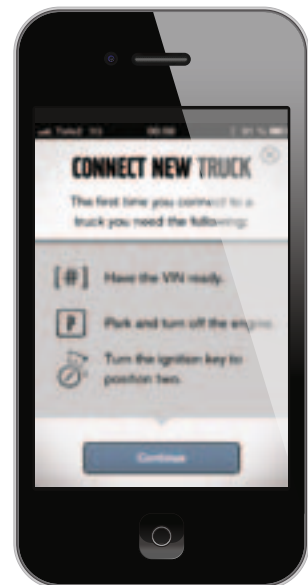 CONNECT NEW TRUCK
The first time you connect to a
truck you need the following:
[#] Have the VIN ready.
P Park and turn off the engine.
Turn the ignition key to
position two.
Continue